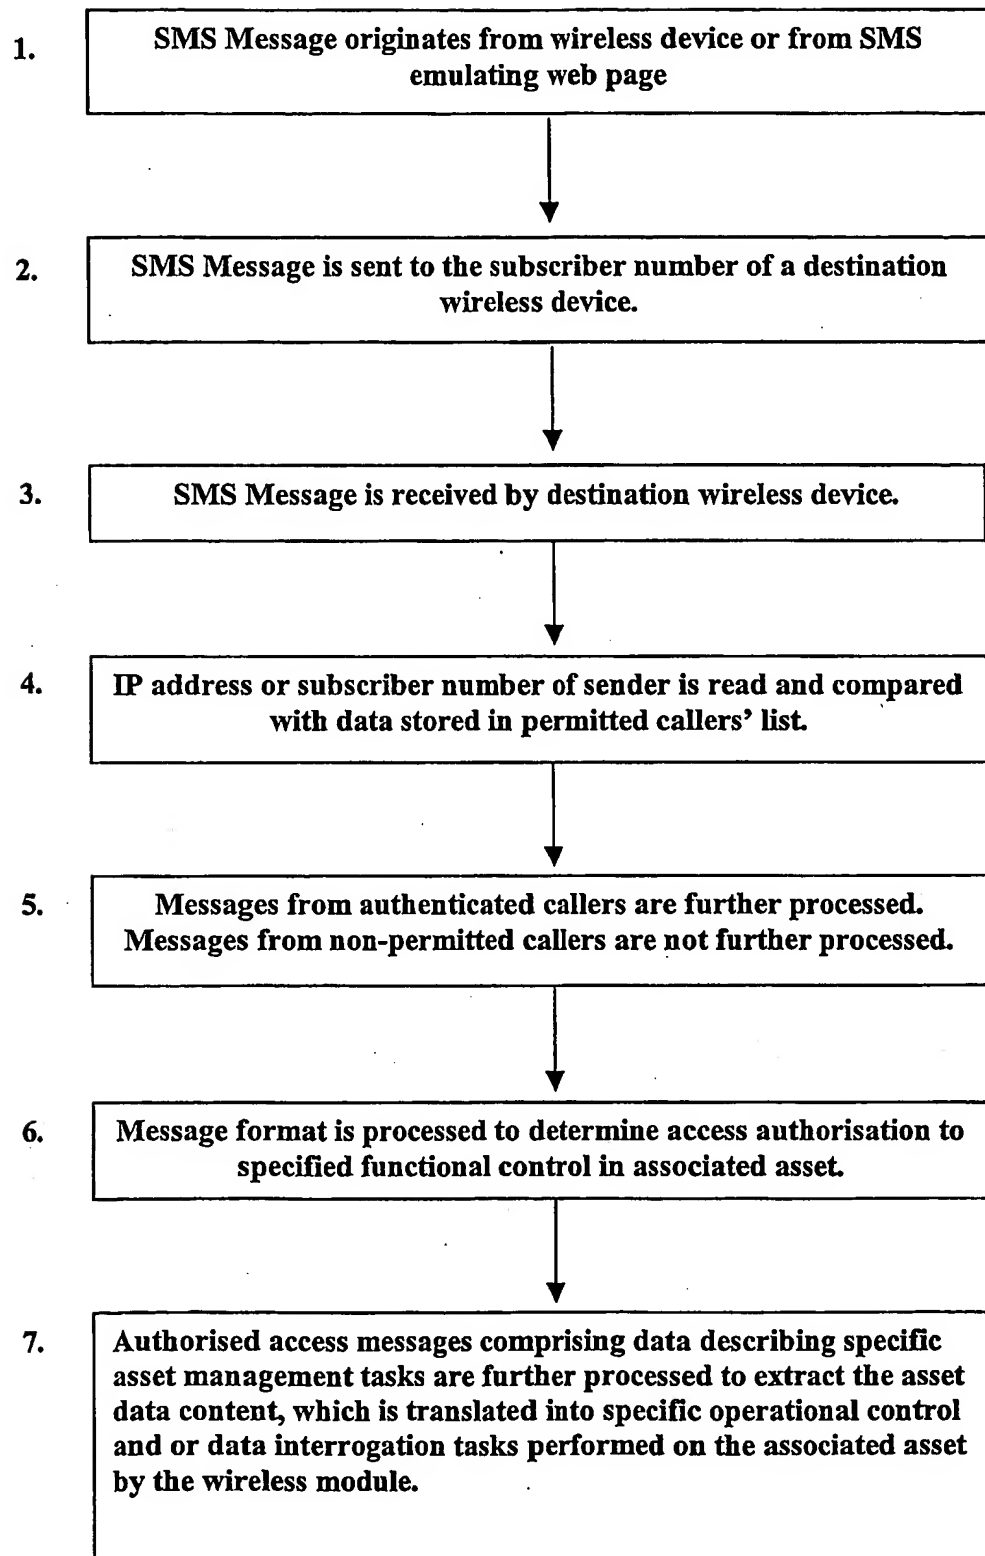 1. SMS Message originates from wireless device or from SMS
emulating web page
2. SMS Message is sent to the subscriber number of a destination
wireless device.
3. SMS Message is received by destination wireless device.
4. IP address or subscriber number of sender is read and compared
with data stored in permitted callers’ list.
5. Messages from authenticated callers are further processed.
Messages from non-permitted callers are not further processed.
6. Message format is processed to determine access authorisation to
specified functional control in associated asset.
7. Authorised access messages comprising data describing specific
asset management tasks are further processed to extract the asset
data content, which is translated into specific operational control
and or data interrogation tasks performed on the associated asset
by the wireless module.